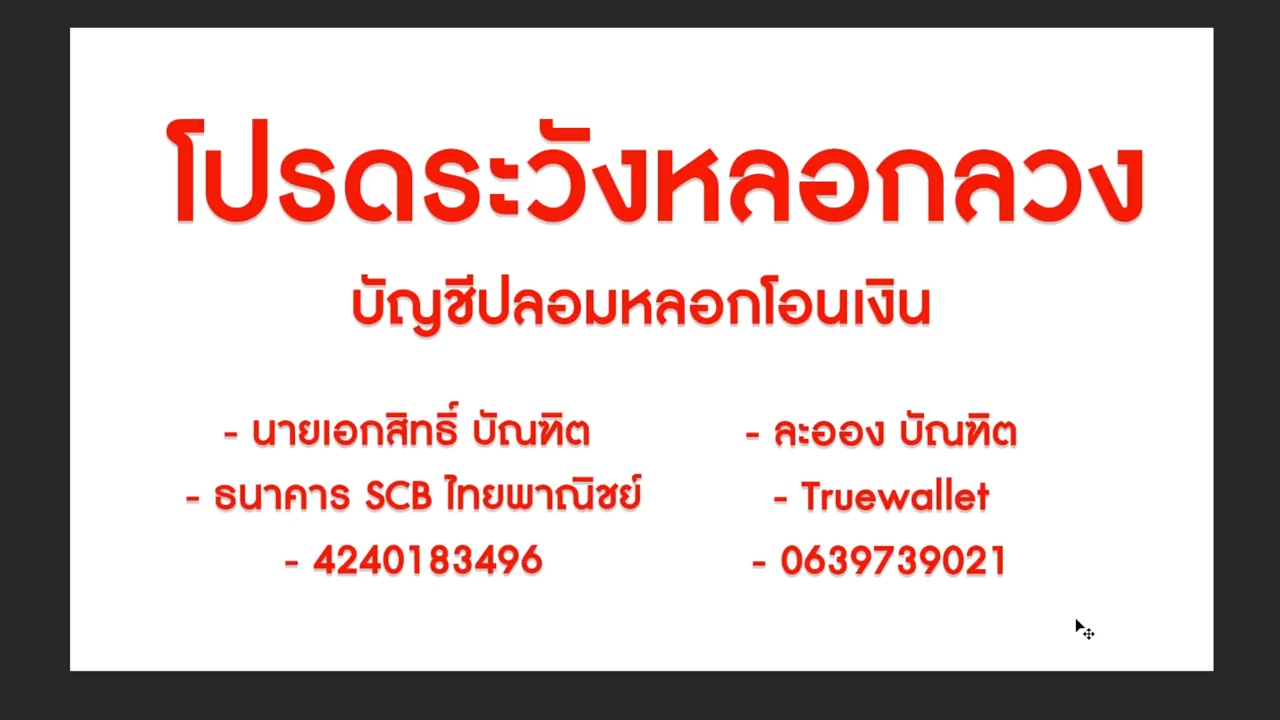 โปรดระวังหลอกลวง
บัญชีปลอมหลอกโอนเงิน
- นายเอกสิทธิ์ บัณฑิต
- ธนาคาร SCB ไทยพาณิชย์
- 4240183496
- ละออง บัณฑิต
- Truewallet
- 0639739021